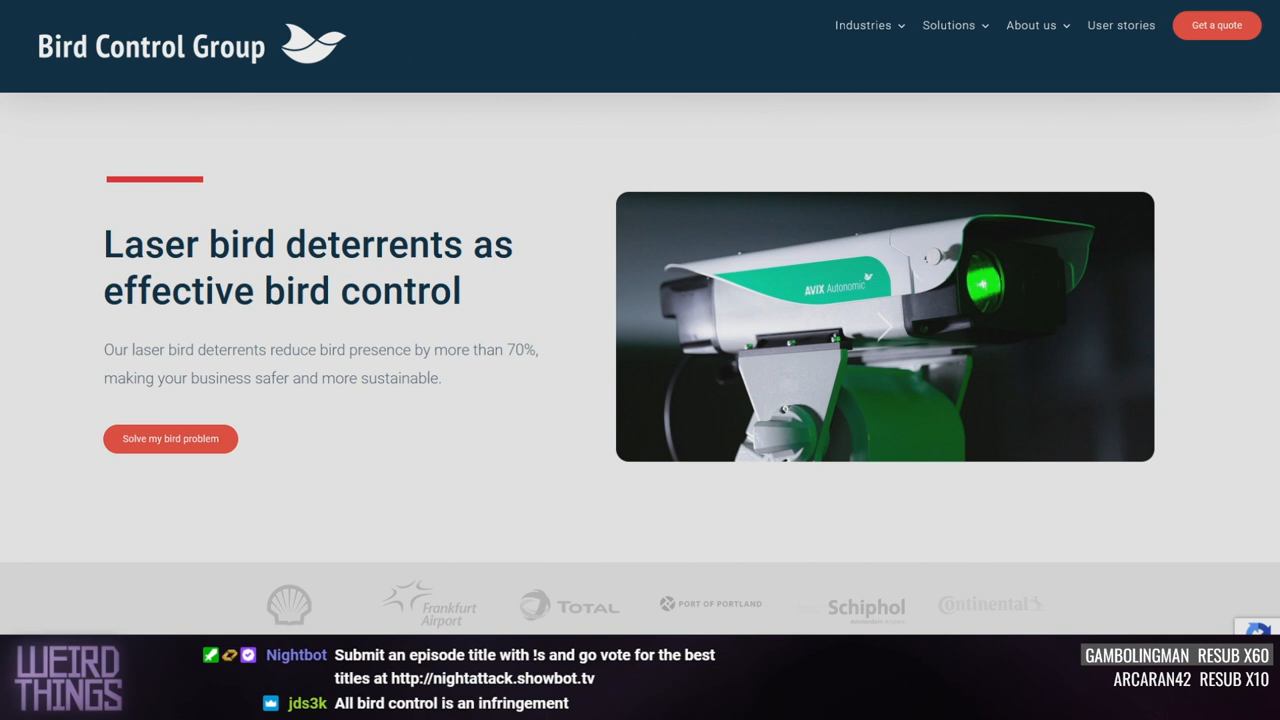 Bird Control Group
Industries
Solutions
About us
User stories
Get a quote
Laser bird deterrents as
effective bird control
Our laser bird deterrents reduce bird presence by more than 70%,
making your business safer and more sustainable.
Solve my bird problem
AVIX Autonomic
Frankfurt
Airport
TOTAL
PORT OF PORTLAND
Schiphol
Continental
WEIRD
THINGS
Nightbot Submit an episode title with !s and go vote for the best
titles at http://nightattack.showbot.tv
jds3k All bird control is an infringement
GAMBOLINGMAN RESUB X60
ARCARAN42 RESUB X10